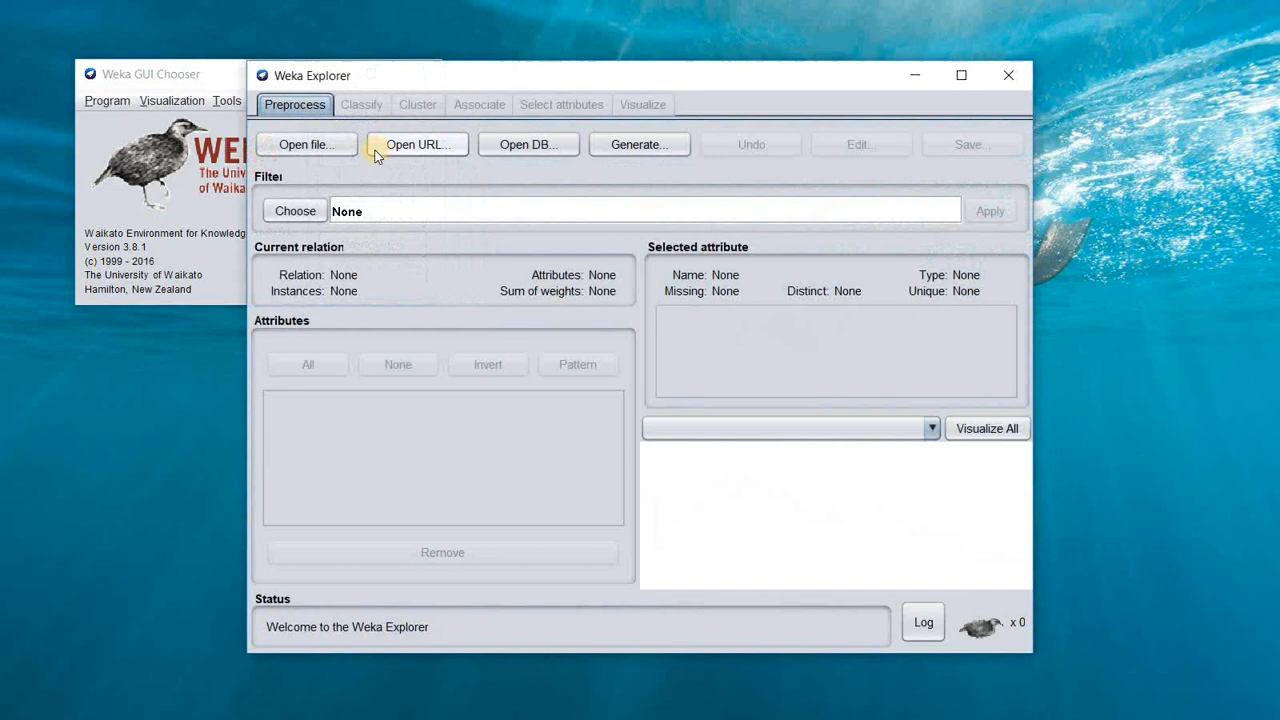 Weka GUI Chooser
Program Visualization Tools
The University
of Waikato
Waikato Environment for
Version 3.8.1
(c) 1999 - 2016
The University of Waikato
Hamilton, New Zealand
Weka Explorer
Preprocess Classify Cluster Associate Select attributes Visualize
Open file... Open URL... Open DB... Generate... Undo Edit... Save...
Filter
Choose None Apply
Current relation
Relation: None Attributes: None
Instances: None Sum of weights: None
Selected attribute
Name: None Type: None
Missing: None Distinct: None Unique: None
Attributes
All None Invert Pattern
Remove
Visualize All
Status
Welcome to the Weka Explorer
Log x 0